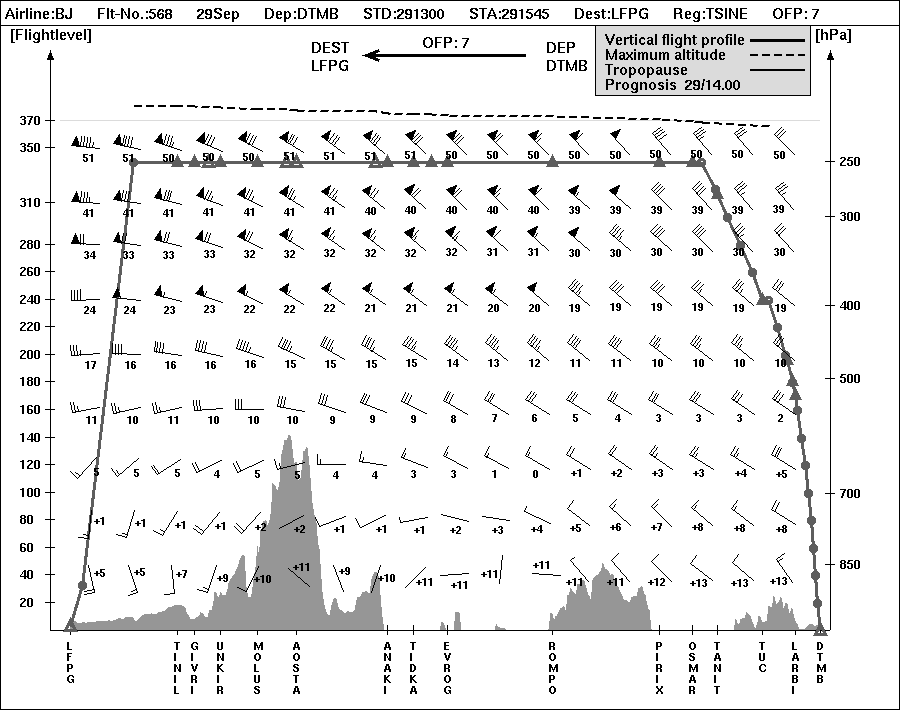 Airline:BJ Flt-No.:568 29Sep Dep:DTMB STD:291300 STA:291545 Dest:LFPG Reg:TSINE OFP: 7
[Flightlevel] DEST LFPG OFP: 7 DEP DTMB [hPa]
Vertical flight profile
Maximum altitude
Tropopause
Prognosis 29/14.00
370
350 51 51 50 50 50 51 51 51 51 50 50 50 50 50 50 50 50 50 250
310 41 41 41 41 41 41 41 40 40 40 40 40 39 39 39 39 39 39 300
280 34 33 33 33 32 32 32 32 32 32 31 31 30 30 30 30 30 30
260
240 24 24 23 23 22 22 22 21 21 21 20 20 19 19 19 19 19 19 400
220
200 17 16 16 16 16 15 15 15 15 14 13 12 11 11 10 10 10 10
180 500
160 11 10 11 10 10 10 9 9 9 8 7 6 5 4 3 3 3 2
140
120 5 5 5 4 5 5 4 4 3 3 1 0 +1 +2 +3 +3 +4 +5
100 700
80 +1 +1 +1 +1 +2 +2 +1 +1 +1 +2 +3 +4 +5 +6 +7 +8 +8 +8
60 850
40 +5 +5 +7 +9 +10 +11 +9 +10 +11 +11 +11 +11 +11 +11 +12 +13 +13 +13
20
LFPG TINIL GIVRI UNKIR MOLUS AOSTA ANAKI TIDKA EVROG ROMPO PIRIX OSMAR TANIT TUC LARBI DTMB